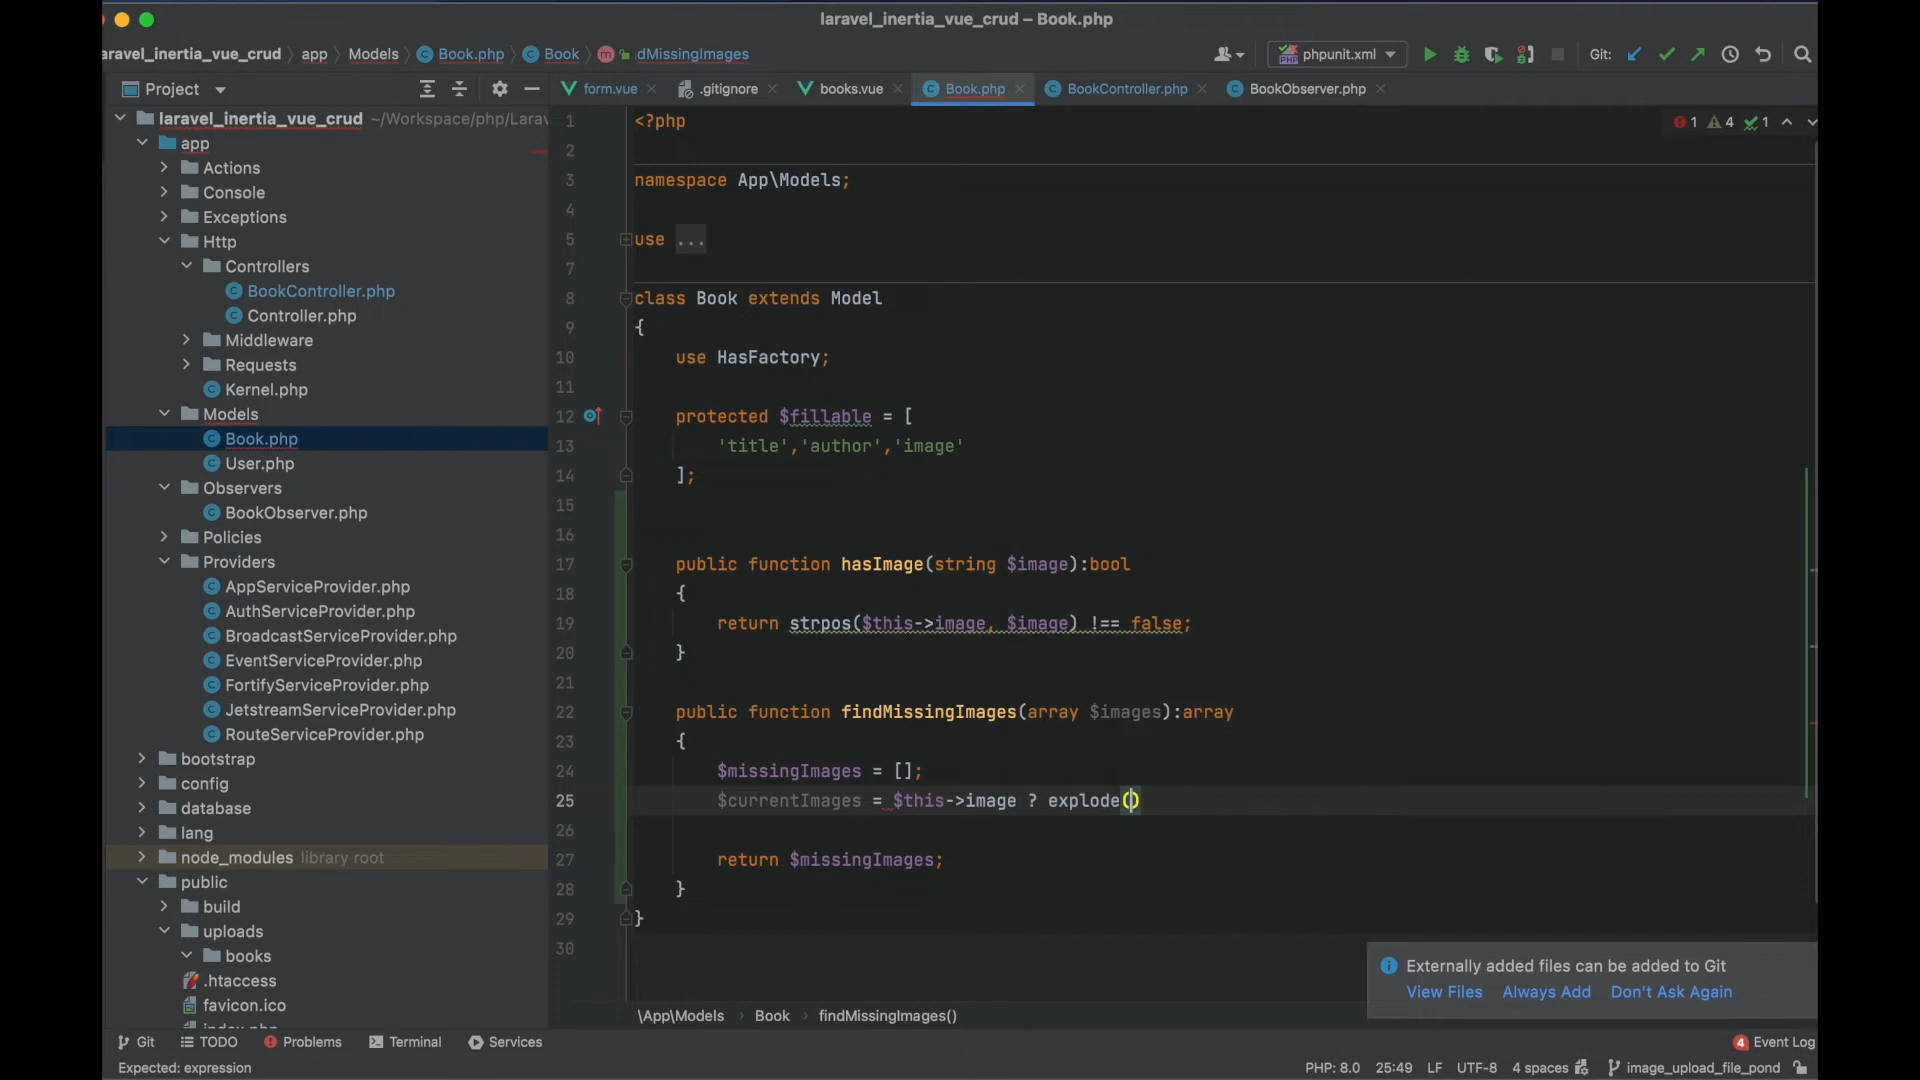 laravel_inertia_vue_crud – Book.php
aravel_inertia_vue_crud app Models Book.php Book dMissingImages phpunit.xml Git:
Project form.vue .gitignore books.vue Book.php BookController.php BookObserver.php
laravel_inertia_vue_crud ~/Workspace/php/Larav
app
Actions
Console
Exceptions
Http
Controllers
BookController.php
Controller.php
Middleware
Requests
Kernel.php
Models
Book.php
User.php
Observers
BookObserver.php
Policies
Providers
AppServiceProvider.php
AuthServiceProvider.php
BroadcastServiceProvider.php
EventServiceProvider.php
FortifyServiceProvider.php
JetstreamServiceProvider.php
RouteServiceProvider.php
bootstrap
config
database
lang
node_modules library root
public
build
uploads
books
.htaccess
favicon.ico
index.php
1 <?php
2
3 namespace App\Models;
4
5 use ...
7
8 class Book extends Model
9 {
10 use HasFactory;
11
12 protected $fillable = [
13 'title','author','image'
14 ];
15
16
17 public function hasImage(string $image):bool
18 {
19 return strpos($this->image, $image) !== false;
20 }
21
22 public function findMissingImages(array $images):array
23 {
24 $missingImages = [];
25 $currentImages = $this->image ? explode()
26
27 return $missingImages;
28 }
29 }
30
1 4 1
Externally added files can be added to Git
View Files Always Add Don't Ask Again
\App\Models Book findMissingImages()
Git TODO Problems Terminal Services 4 Event Log
Expected: expression PHP: 8.0 25:49 LF UTF-8 4 spaces image_upload_file_pond